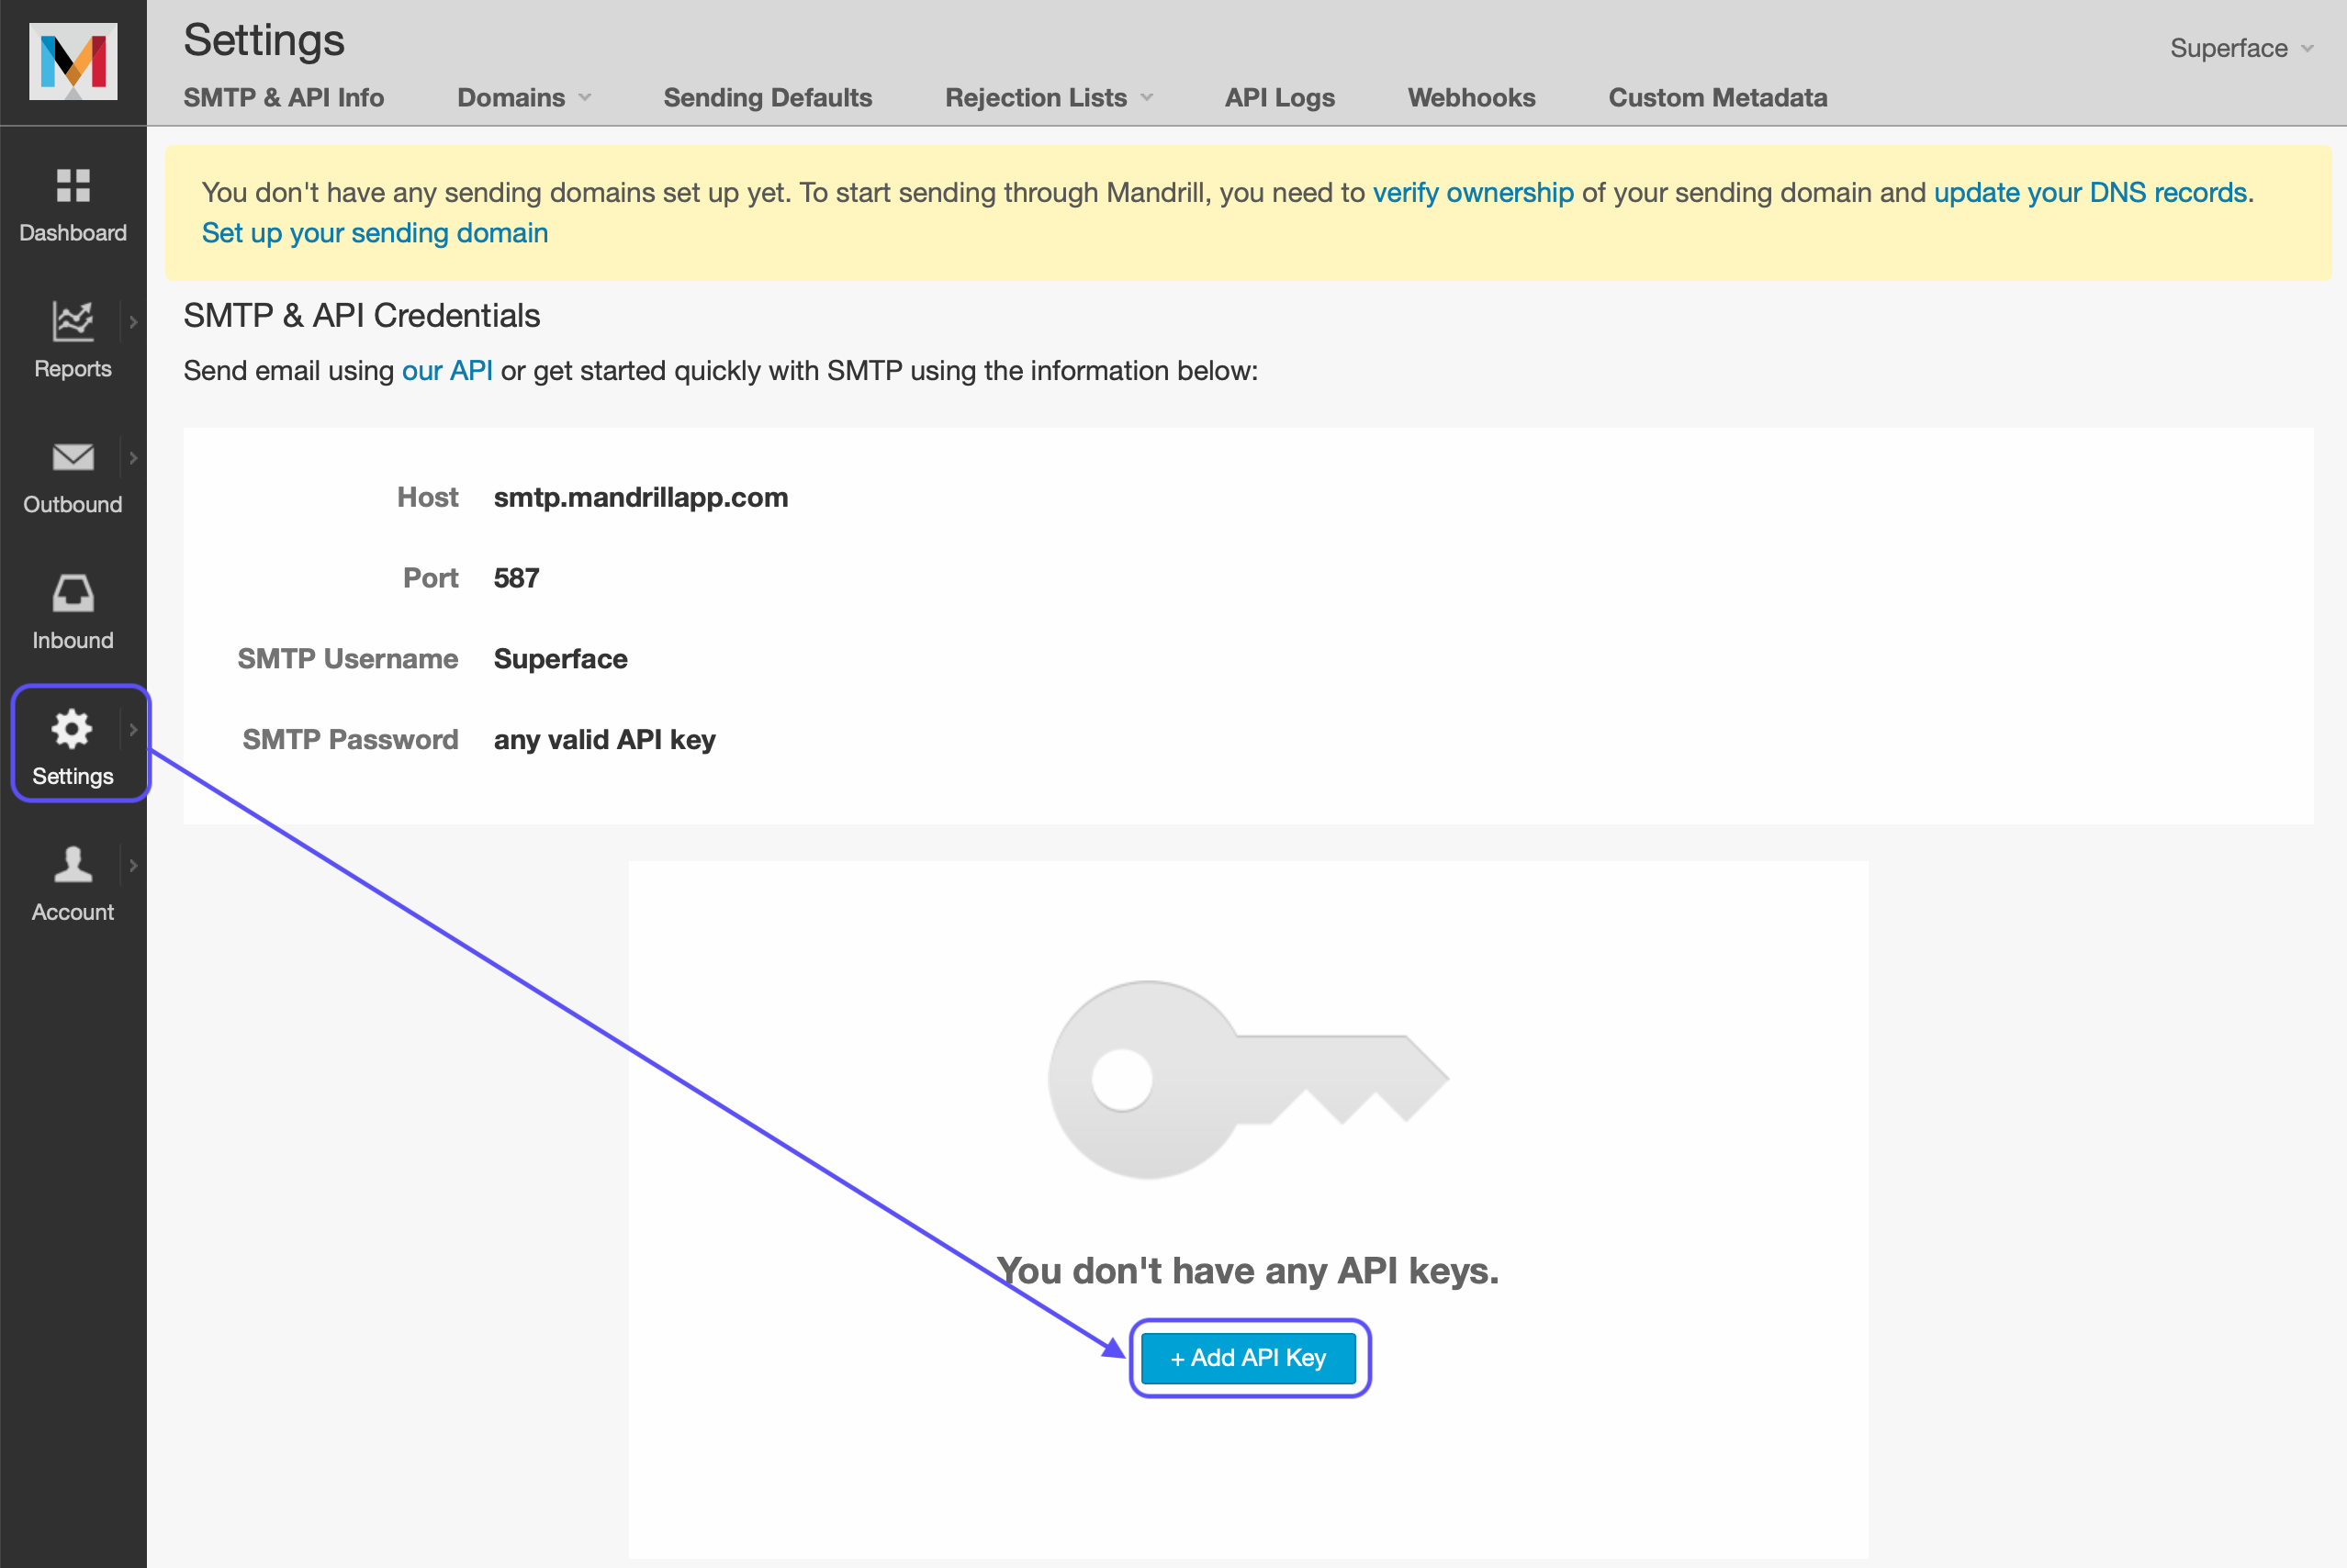 Settings
Superface
SMTP & API Info Domains Sending Defaults Rejection Lists API Logs Webhooks Custom Metadata
Dashboard
Reports
Outbound
Inbound
Settings
Account
You don't have any sending domains set up yet. To start sending through Mandrill, you need to verify ownership of your sending domain and update your DNS records.
Set up your sending domain
SMTP & API Credentials
Send email using our API or get started quickly with SMTP using the information below:
Host smtp.mandrillapp.com
Port 587
SMTP Username Superface
SMTP Password any valid API key
You don't have any API keys.
+ Add API Key